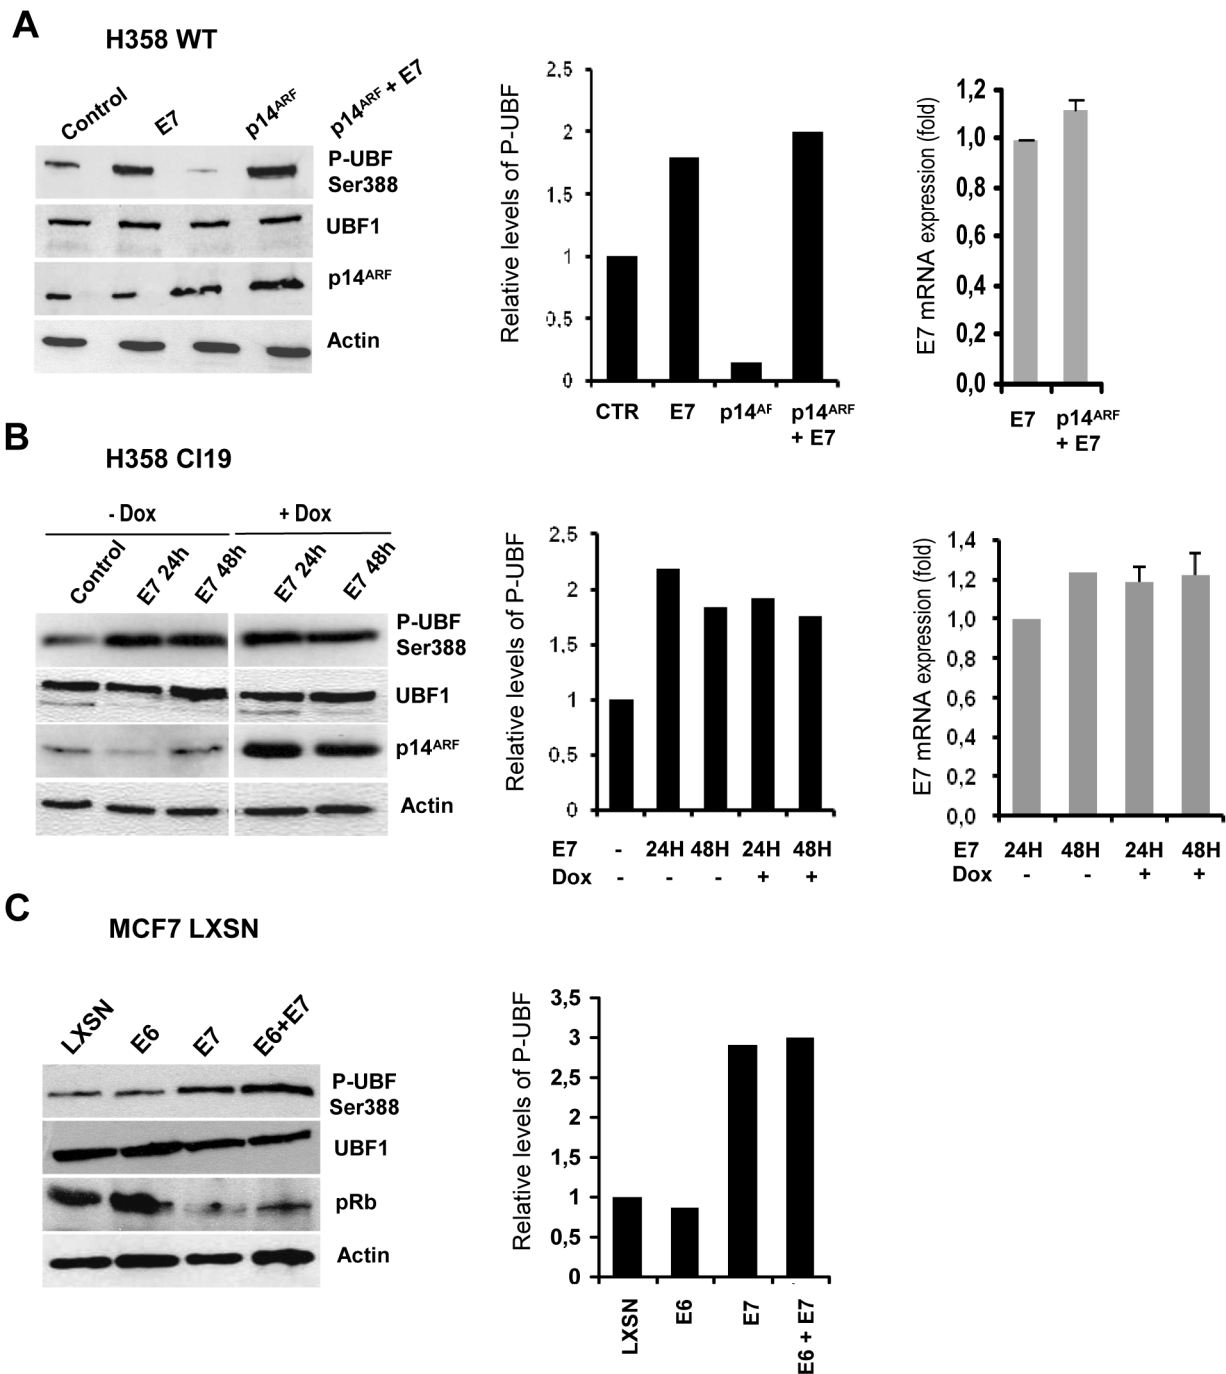 A
H358 WT
Control
E7
p14ARF
p14ARF + E7
P-UBF
Ser388
UBF1
p14ARF
Actin
Relative levels of P-UBF
2,5
2
1,5
1
0,5
0
CTR
E7
p14AF
p14ARF
+ E7
E7 mRNA expression (fold)
1,2
1,0
0,8
0,6
0,4
0,2
0,0
E7
p14ARF
+ E7
B
H358 Cl19
- Dox
+ Dox
Control
E7 24h
E7 48h
E7 24h
E7 48h
P-UBF
Ser388
UBF1
p14ARF
Actin
Relative levels of P-UBF
2,5
2
1,5
1
0,5
0
E7 - 24H 48H 24H 48H
Dox - - - + +
E7 mRNA expression (fold)
1,4
1,2
1,0
0,8
0,6
0,4
0,2
0,0
E7 24H 48H 24H 48H
Dox - - + +
C
MCF7 LXSN
LXSN
E6
E7
E6+E7
P-UBF
Ser388
UBF1
pRb
Actin
Relative levels of P-UBF
3,5
3
2,5
2
1,5
1
0,5
0
LXSN
E6
E7
E6 + E7